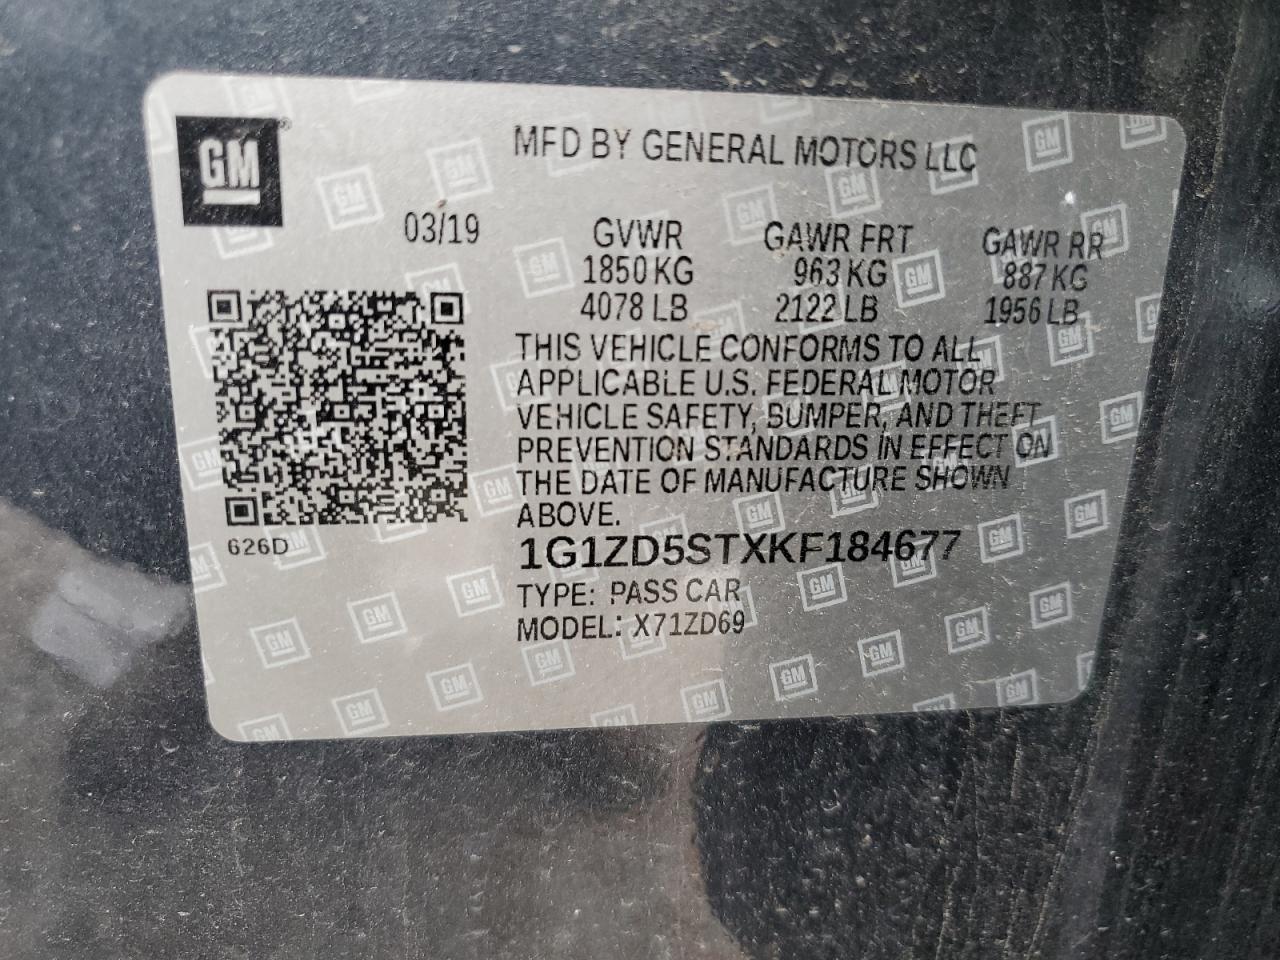 GM®
MFD BY GENERAL MOTORS LLC
03/19
GVWR GAWR FRT GAWR RR
1850 KG 963 KG 887 KG
4078 LB 2122 LB 1956 LB
THIS VEHICLE CONFORMS TO ALL
APPLICABLE U.S. FEDERAL MOTOR
VEHICLE SAFETY, BUMPER, AND THEFT
PREVENTION STANDARDS IN EFFECT ON
THE DATE OF MANUFACTURE SHOWN
ABOVE.
626D
1G1ZD5STXKF184677
TYPE: PASS CAR
MODEL: X71ZD69